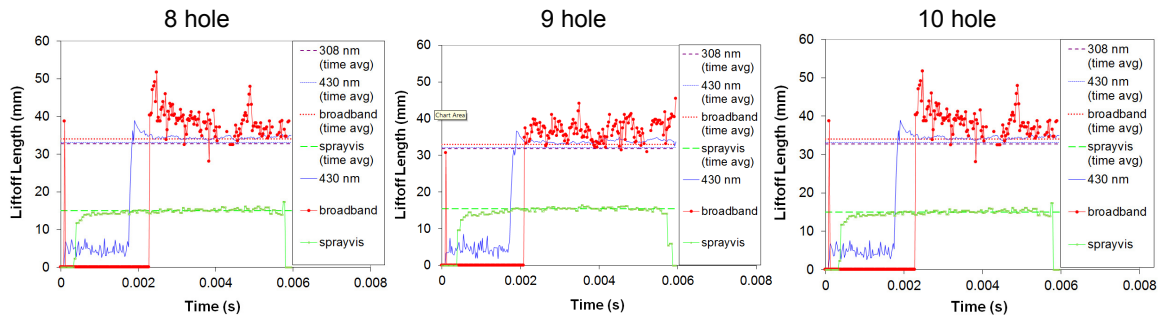 8 hole
60
50
40
30
20
10
0
0 0.002 0.004 0.006 0.008
Liftoff Length (mm)
Time (s)
308 nm
(time avg)
430 nm
(time avg)
broadband
(time avg)
sprayvis
(time avg)
430 nm
broadband
sprayvis
9 hole
60
50
40
30
20
10
0
0 0.002 0.004 0.006 0.008
Liftoff Length (mm)
Time (s)
Chart Area
308 nm
(time avg)
430 nm
(time avg)
broadband
(time avg)
sprayvis
(time avg)
430 nm
broadband
sprayvis
10 hole
60
50
40
30
20
10
0
0 0.002 0.004 0.006 0.008
Liftoff Length (mm)
Time (s)
308 nm
(time avg)
430 nm
(time avg)
broadband
(time avg)
sprayvis
(time avg)
430 nm
broadband
sprayvis